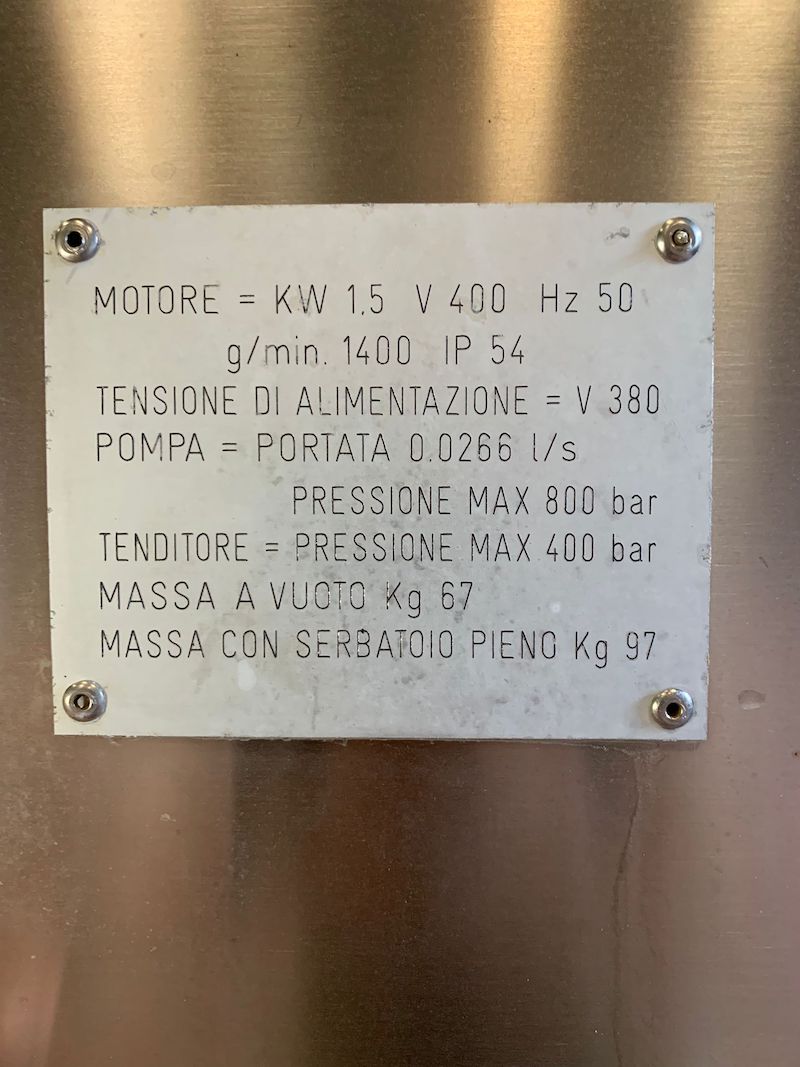 MOTORE = KW 1,5 V 400 Hz 50
g/min. 1400 IP 54
TENSIONE DI ALIMENTAZIONE = V 380
POMPA = PORTATA 0.0266 l/s
PRESSIONE MAX 800 bar
TENDITORE = PRESSIONE MAX 400 bar
MASSA A VUOTO Kg 67
MASSA CON SERBATOIO PIENO Kg 97